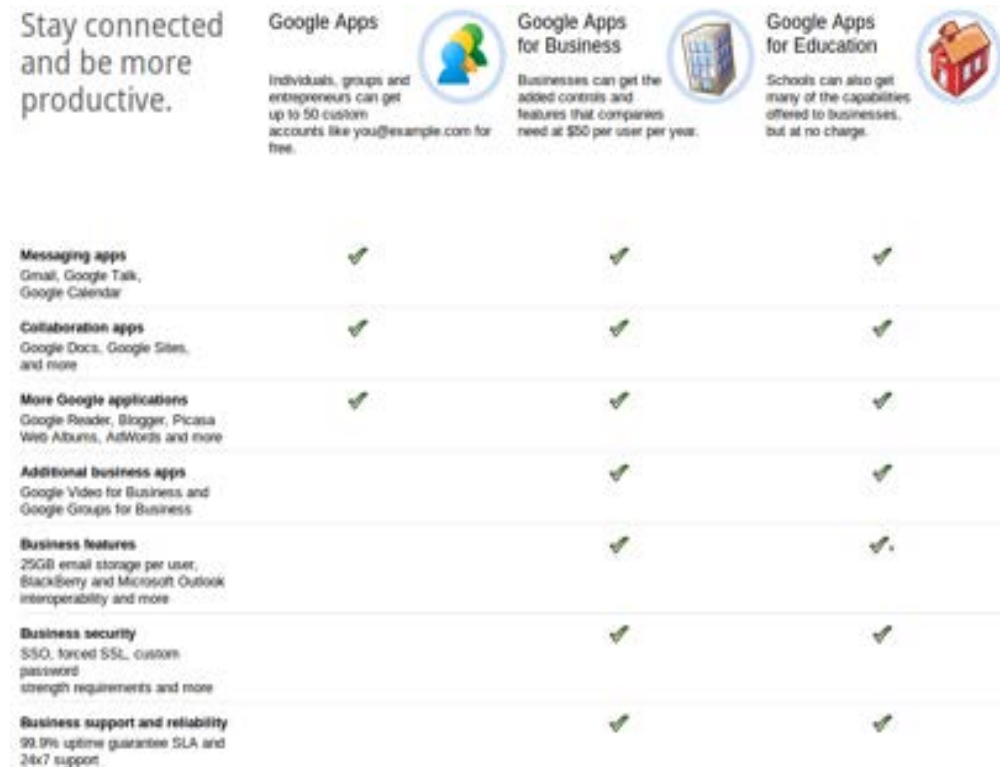 Stay connected
and be more
productive.
Google Apps
Individuals, groups and
entrepreneurs can get
up to 50 custom
accounts like you@example.com for
free.
Google Apps
for Business
Businesses can get the
added controls and
features that companies
need at $50 per user per year.
Google Apps
for Education
Schools can also get
many of the capabilities
offered to businesses,
but at no charge.
Messaging apps
Gmail, Google Talk,
Google Calendar
Collaboration apps
Google Docs, Google Sites,
and more
More Google applications
Google Reader, Blogger, Picasa
Web Albums, AdWords and more
Additional business apps
Google Video for Business and
Google Groups for Business
Business features
25GB email storage per user,
BlackBerry and Microsoft Outlook
interoperability and more
Business security
SSO, forced SSL, custom
password
strength requirements and more
Business support and reliability
99.9% uptime guarantee SLA and
24x7 support